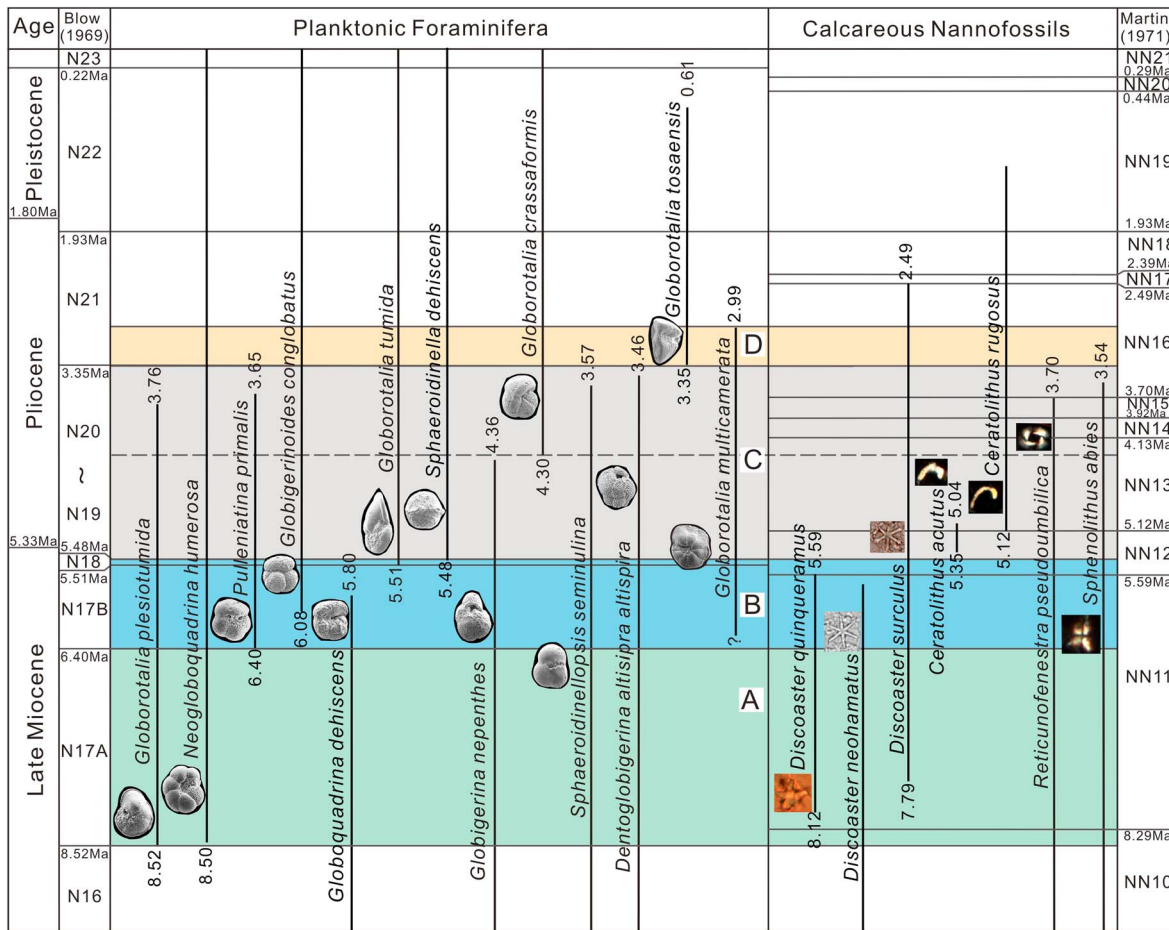 Age
Blow
(1969)
Planktonic Foraminifera
Calcareous Nannofossils
Martin
(1971)
Pleistocene
1.80Ma
Pliocene
~
5.33Ma
Late Miocene
N23
0.22Ma
N22
1.93Ma
N21
3.35Ma
N20
N19
5.48Ma
N18
5.51Ma
N17B
6.40Ma
N17A
8.52Ma
N16
Globorotalia plesiotumida
3.76
8.52
Neogloboquadrina humerosa
8.50
Pulleniatina primalis
3.65
6.40
Globigerinoides conglobatus
6.08
Globoquadrina dehiscens
5.80
Globorotalia tumida
5.51
Sphaeroidinella dehiscens
5.48
Globigerina nepenthes
4.36
Globorotalia crassaformis
4.30
Sphaeroidinellopsis seminulina
3.57
Dentoglobigerina altisipra altispira
3.46
Globorotalia tosaensis
0.61
3.35
Globorotalia multicamerata
2.99
?
D
C
B
A
Discoaster quinqueramus
5.59
8.12
Discoaster neohamatus
Discoaster surculus
2.49
7.79
Ceratolithus acutus
5.04
5.35
Ceratolithus rugosus
5.12
Reticunofenestra pseudoumbilica
3.70
Sphenolithus abies
3.54
NN21
0.29Ma
NN20
0.44Ma
NN19
1.93Ma
NN18
2.39Ma
NN17
2.49Ma
NN16
3.70Ma
NN15
3.92Ma
NN14
4.13Ma
NN13
5.12Ma
NN12
5.59Ma
NN11
8.29Ma
NN10